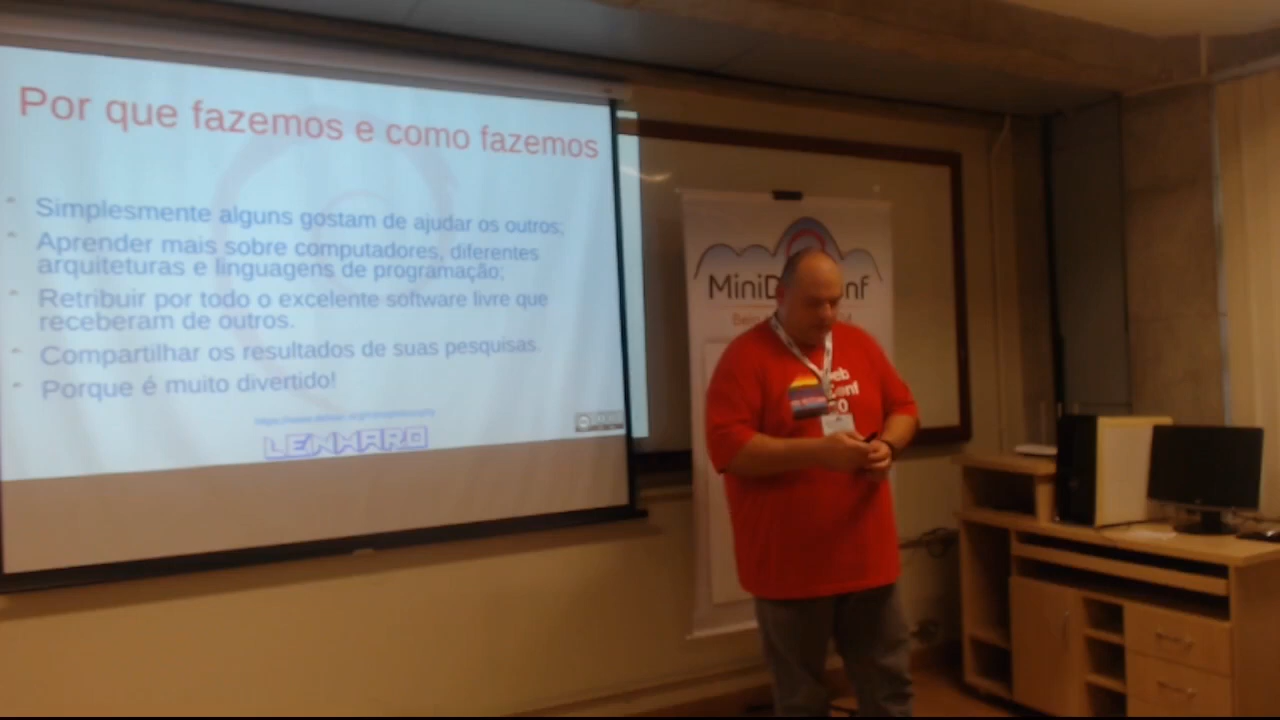 Por que fazemos e como fazemos
Simplesmente alguns gostam de ajudar os outros;
Aprender mais sobre computadores, diferentes
arquiteturas e linguagens de programação;
Retribuir por todo o excelente software livre que
receberam de outros.
Compartilhar os resultados de suas pesquisas.
Porque é muito divertido!
LENHARO